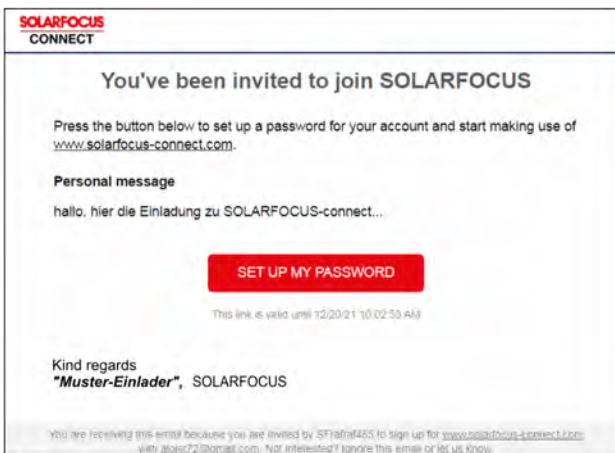 SOLARFOCUS
CONNECT
You've been invited to join SOLARFOCUS
Press the button below to set up a password for your account and start making use of
www.solarfocus-connect.com.
Personal message
hallo, hier die Einladung zu SOLARFOCUS-connect...
SET UP MY PASSWORD
This link is valid until 12/20/21 10:02:53 AM
Kind regards
"Muster-Einlader", SOLARFOCUS
You are receiving this email because you are invited by to sign up for www.solarfocus-connect.com
with Not interested? Ignore this email or let us know.